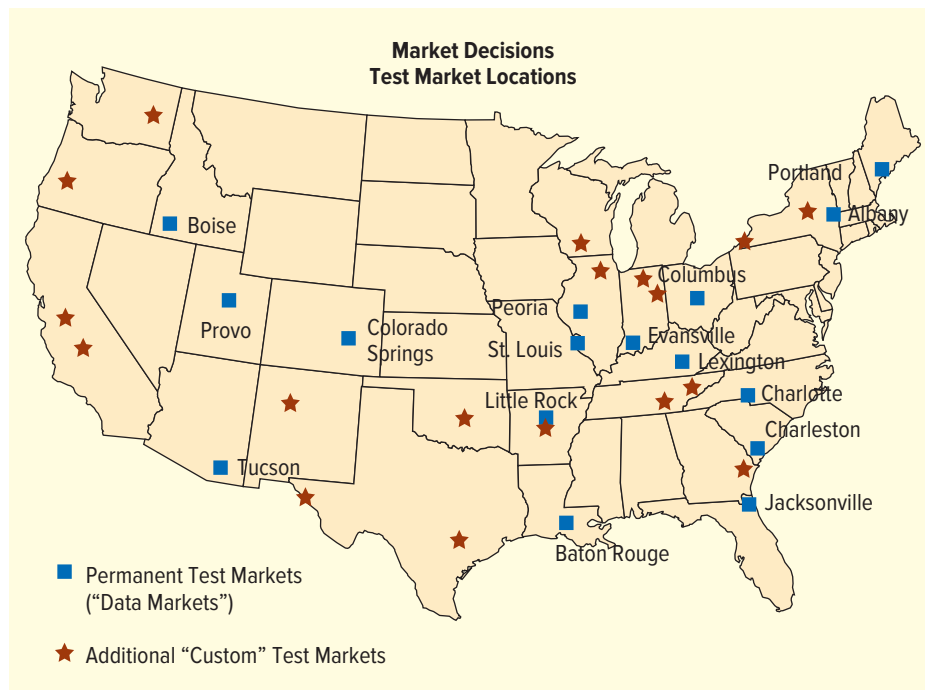 Market Decisions
Test Market Locations
Portland
Albany
Boise
Columbus
Peoria
Provo
Colorado
Springs
St. Louis
Evansville
Lexington
Little Rock
Charlotte
Charleston
Tucson
Jacksonville
Baton Rouge
Permanent Test Markets
(“Data Markets”)
Additional “Custom” Test Markets